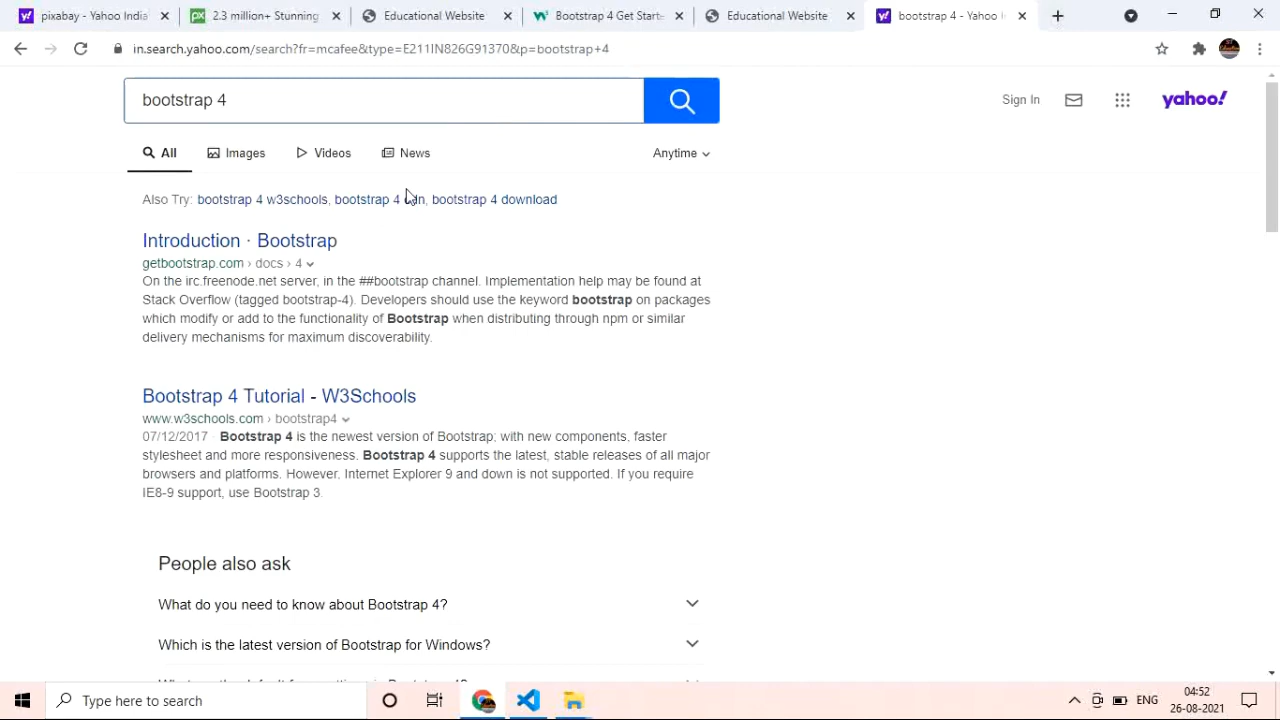 pixabay - Yahoo India
2.3 million+ Stunning
Educational Website
Bootstrap 4 Get Starte
Educational Website
bootstrap 4 - Yahoo
in.search.yahoo.com/search?fr=mcafee&type=E211IN826G91370&p=bootstrap+4
bootstrap 4
Sign In
yahoo!
All
Images
Videos
News
Anytime
Also Try: bootstrap 4 w3schools, bootstrap 4 cdn, bootstrap 4 download
Introduction · Bootstrap
getbootstrap.com › docs › 4
On the irc.freenode.net server, in the ##bootstrap channel. Implementation help may be found at
Stack Overflow (tagged bootstrap-4). Developers should use the keyword bootstrap on packages
which modify or add to the functionality of Bootstrap when distributing through npm or similar
delivery mechanisms for maximum discoverability.
Bootstrap 4 Tutorial - W3Schools
www.w3schools.com › bootstrap4
07/12/2017 · Bootstrap 4 is the newest version of Bootstrap; with new components, faster
stylesheet and more responsiveness. Bootstrap 4 supports the latest, stable releases of all major
browsers and platforms. However, Internet Explorer 9 and down is not supported. If you require
IE8-9 support, use Bootstrap 3.
People also ask
What do you need to know about Bootstrap 4?
Which is the latest version of Bootstrap for Windows?
Type here to search
ENG
04:52
26-08-2021